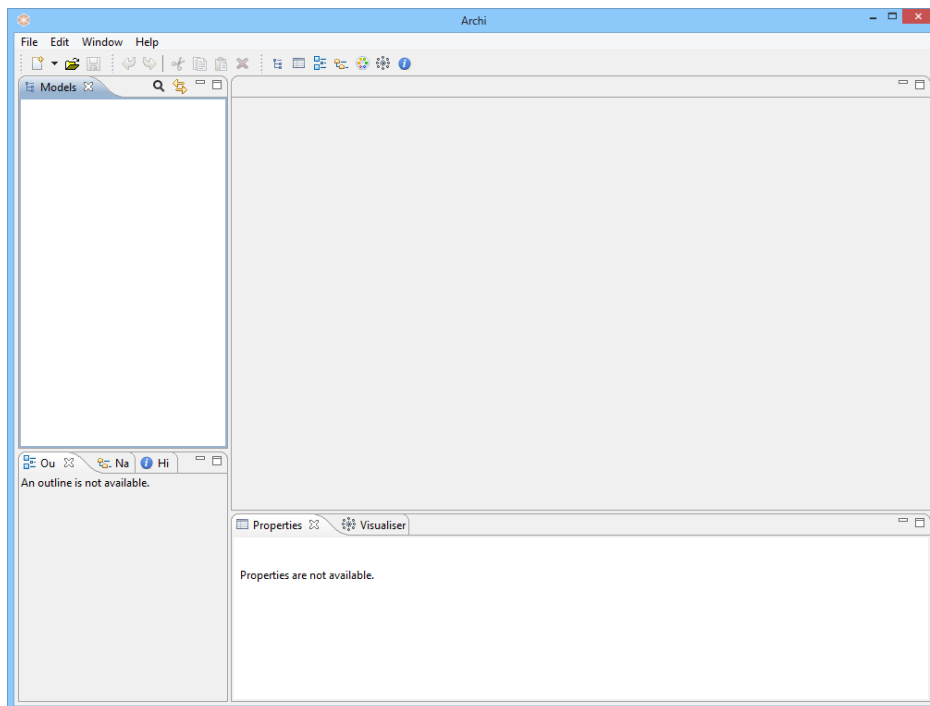 Archi
File Edit Window Help
Models
Ou Na Hi
An outline is not available.
Properties Visualiser
Properties are not available.